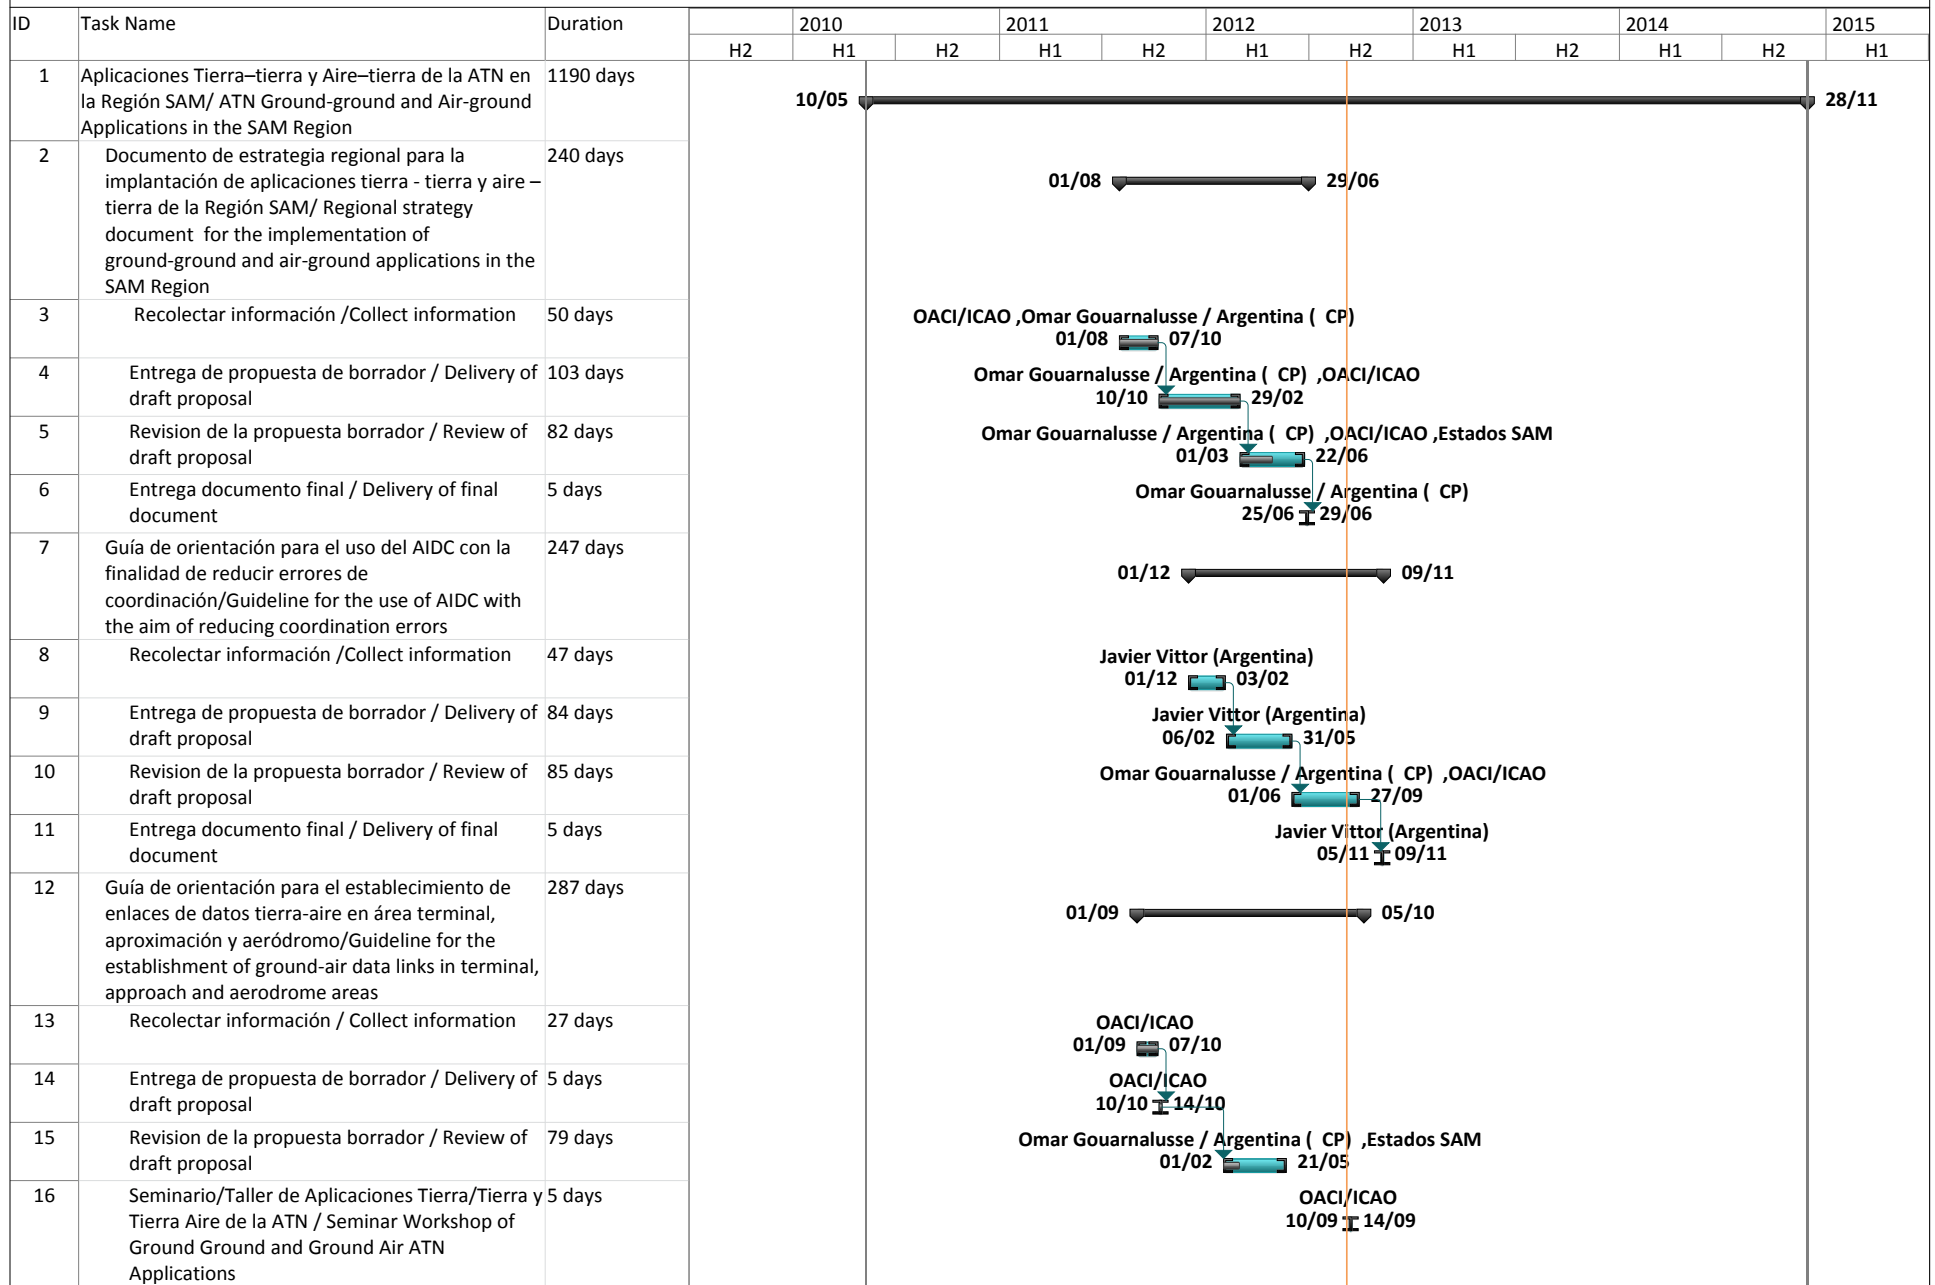 ID Task Name Duration 2010 2011 2012 2013 2014 2015
H2 H1 H2 H1 H2 H1 H2 H1 H2 H1 H2 H1
1 Aplicaciones Tierra–tierra y Aire–tierra de la ATN en 1190 days
la Región SAM/ ATN Ground-ground and Air-ground
Applications in the SAM Region
10/05 28/11
2 Documento de estrategia regional para la 240 days
implantación de aplicaciones tierra - tierra y aire –
tierra de la Región SAM/ Regional strategy
document for the implementation of
ground-ground and air-ground applications in the
SAM Region
01/08 29/06
3 Recolectar información /Collect information 50 days
OACI/ICAO ,Omar Gouarnalusse / Argentina ( CP)
01/08 07/10
4 Entrega de propuesta de borrador / Delivery of 103 days
draft proposal
Omar Gouarnalusse / Argentina ( CP) ,OACI/ICAO
10/10 29/02
5 Revision de la propuesta borrador / Review of 82 days
draft proposal
Omar Gouarnalusse / Argentina ( CP) ,OACI/ICAO ,Estados SAM
01/03 22/06
6 Entrega documento final / Delivery of final 5 days
document
Omar Gouarnalusse / Argentina ( CP)
25/06 29/06
7 Guía de orientación para el uso del AIDC con la 247 days
finalidad de reducir errores de
coordinación/Guideline for the use of AIDC with
the aim of reducing coordination errors
01/12 09/11
8 Recolectar información /Collect information 47 days
Javier Vittor (Argentina)
01/12 03/02
9 Entrega de propuesta de borrador / Delivery of 84 days
draft proposal
Javier Vittor (Argentina)
06/02 31/05
10 Revision de la propuesta borrador / Review of 85 days
draft proposal
Omar Gouarnalusse / Argentina ( CP) ,OACI/ICAO
01/06 27/09
11 Entrega documento final / Delivery of final 5 days
document
Javier Vittor (Argentina)
05/11 09/11
12 Guía de orientación para el establecimiento de 287 days
enlaces de datos tierra-aire en área terminal,
aproximación y aeródromo/Guideline for the
establishment of ground-air data links in terminal,
approach and aerodrome areas
01/09 05/10
13 Recolectar información / Collect information 27 days
OACI/ICAO
01/09 07/10
14 Entrega de propuesta de borrador / Delivery of 5 days
draft proposal
OACI/ICAO
10/10 14/10
15 Revision de la propuesta borrador / Review of 79 days
draft proposal
Omar Gouarnalusse / Argentina ( CP) ,Estados SAM
01/02 21/05
16 Seminario/Taller de Aplicaciones Tierra/Tierra y 5 days
Tierra Aire de la ATN / Seminar Workshop of
Ground Ground and Ground Air ATN
Applications
OACI/ICAO
10/09 14/09